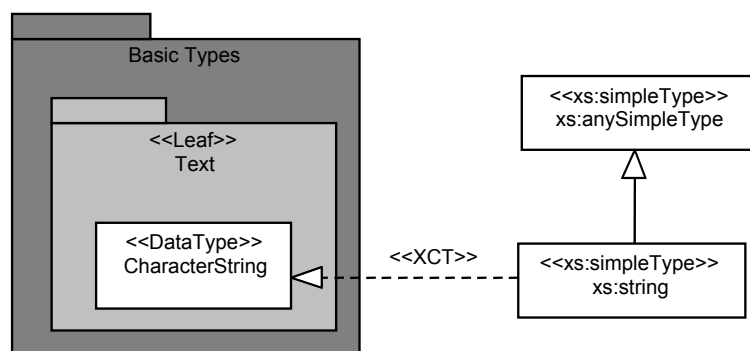 Basic Types
<<Leaf>>
Text
<<DataType>>
CharacterString
<<XCT>>
<<xs:simpleType>>
xs:anySimpleType
<<xs:simpleType>>
xs:string